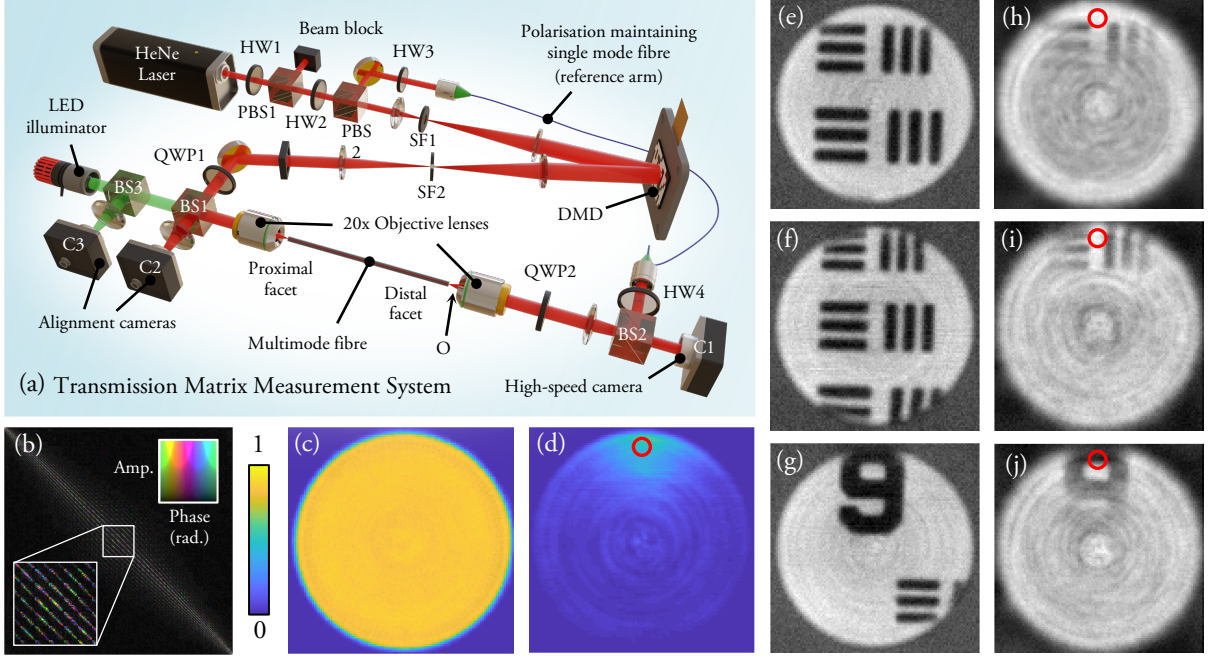 HeNe
Laser
HW1
Beam block
HW3
Polarisation maintaining
single mode fibre
(reference arm)
PBS1
HW2
PBS
2
SF1
LED
illuminator
QWP1
BS3
BS1
SF2
DMD
C3
C2
20x Objective lenses
Proximal
facet
Distal
facet
QWP2
HW4
Alignment cameras
Multimode fibre
O
BS2
C1
High-speed camera
(a) Transmission Matrix Measurement System
(b)
Amp.
Phase
(rad.)
1
0
(c)
(d)
(e)
(f)
(g)
9
(h)
(i)
(j)